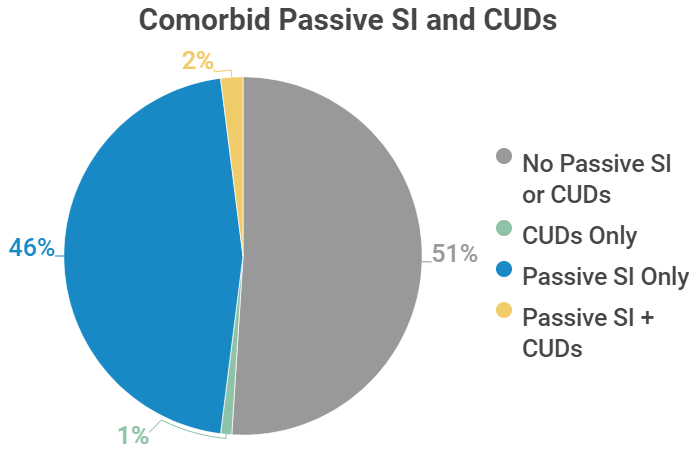 Comorbid Passive SI and CUDs
2%
46%
51%
1%
No Passive SI
or CUDs
CUDs Only
Passive SI Only
Passive SI +
CUDs